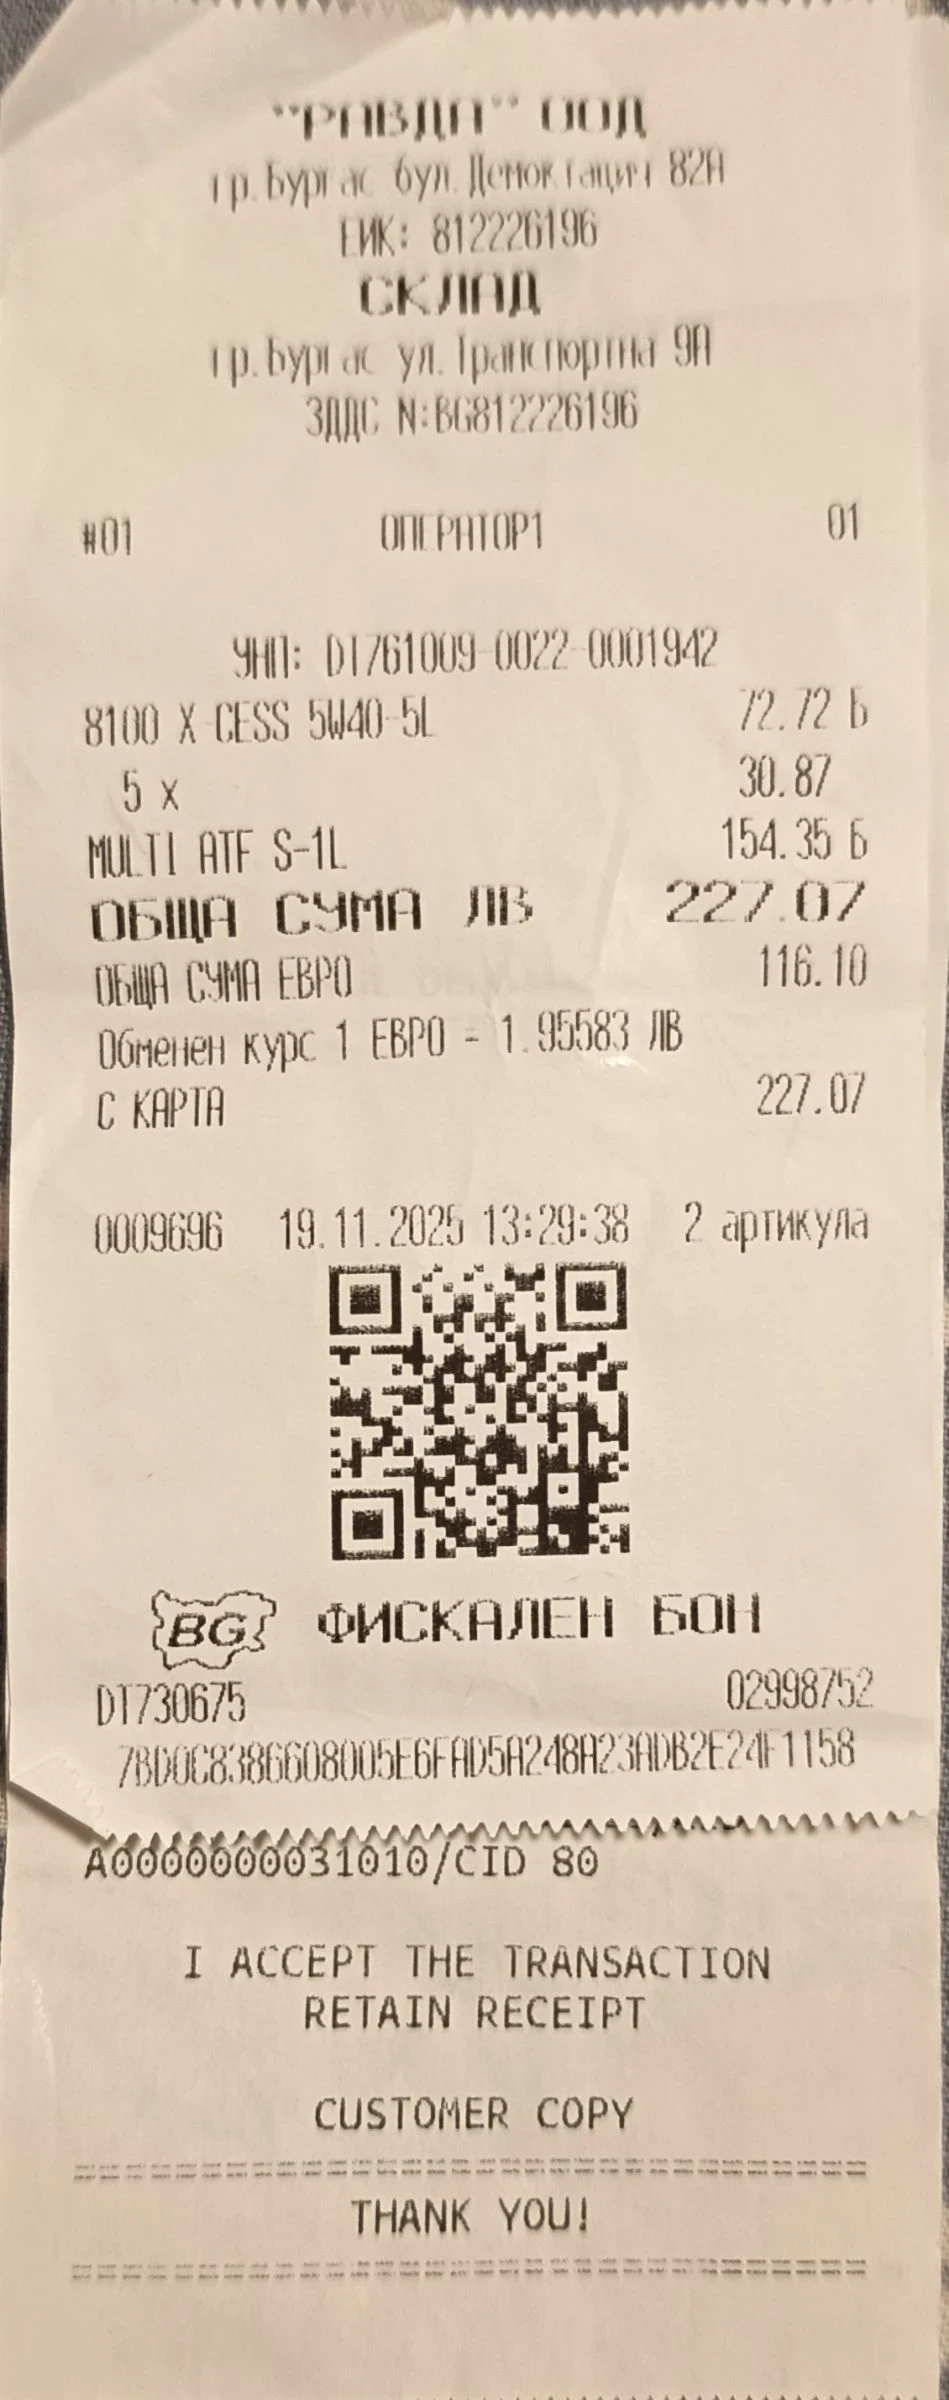 "РАВДА" ООД
гр.Бургас бул.Демокрация 82А
ЕИК: 812226196
СКЛАД
гр.Бургас ул.Транспортна 9А
ЗДДС N:BG812226196
#01 ОПЕРАТОР1 01
УНП: DT761009-0022-0001942
8100 X-CESS 5W40-5L 72.72 Б
5 x 30.87
MULTI ATF S-1L 154.35 Б
ОБЩА СУМА ЛВ 227.07
ОБЩА СУМА ЕВРО 116.10
Обменен курс 1 ЕВРО = 1.95583 ЛВ
С КАРТА 227.07
0009696 19.11.2025 13:29:38 2 артикула
BG ФИСКАЛЕН БОН
DT730675 02998752
7BD0C8386608005E6FAD5A248A23ADB2E24F1158
A0000000031010/CID 80
I ACCEPT THE TRANSACTION
RETAIN RECEIPT
CUSTOMER COPY
THANK YOU!